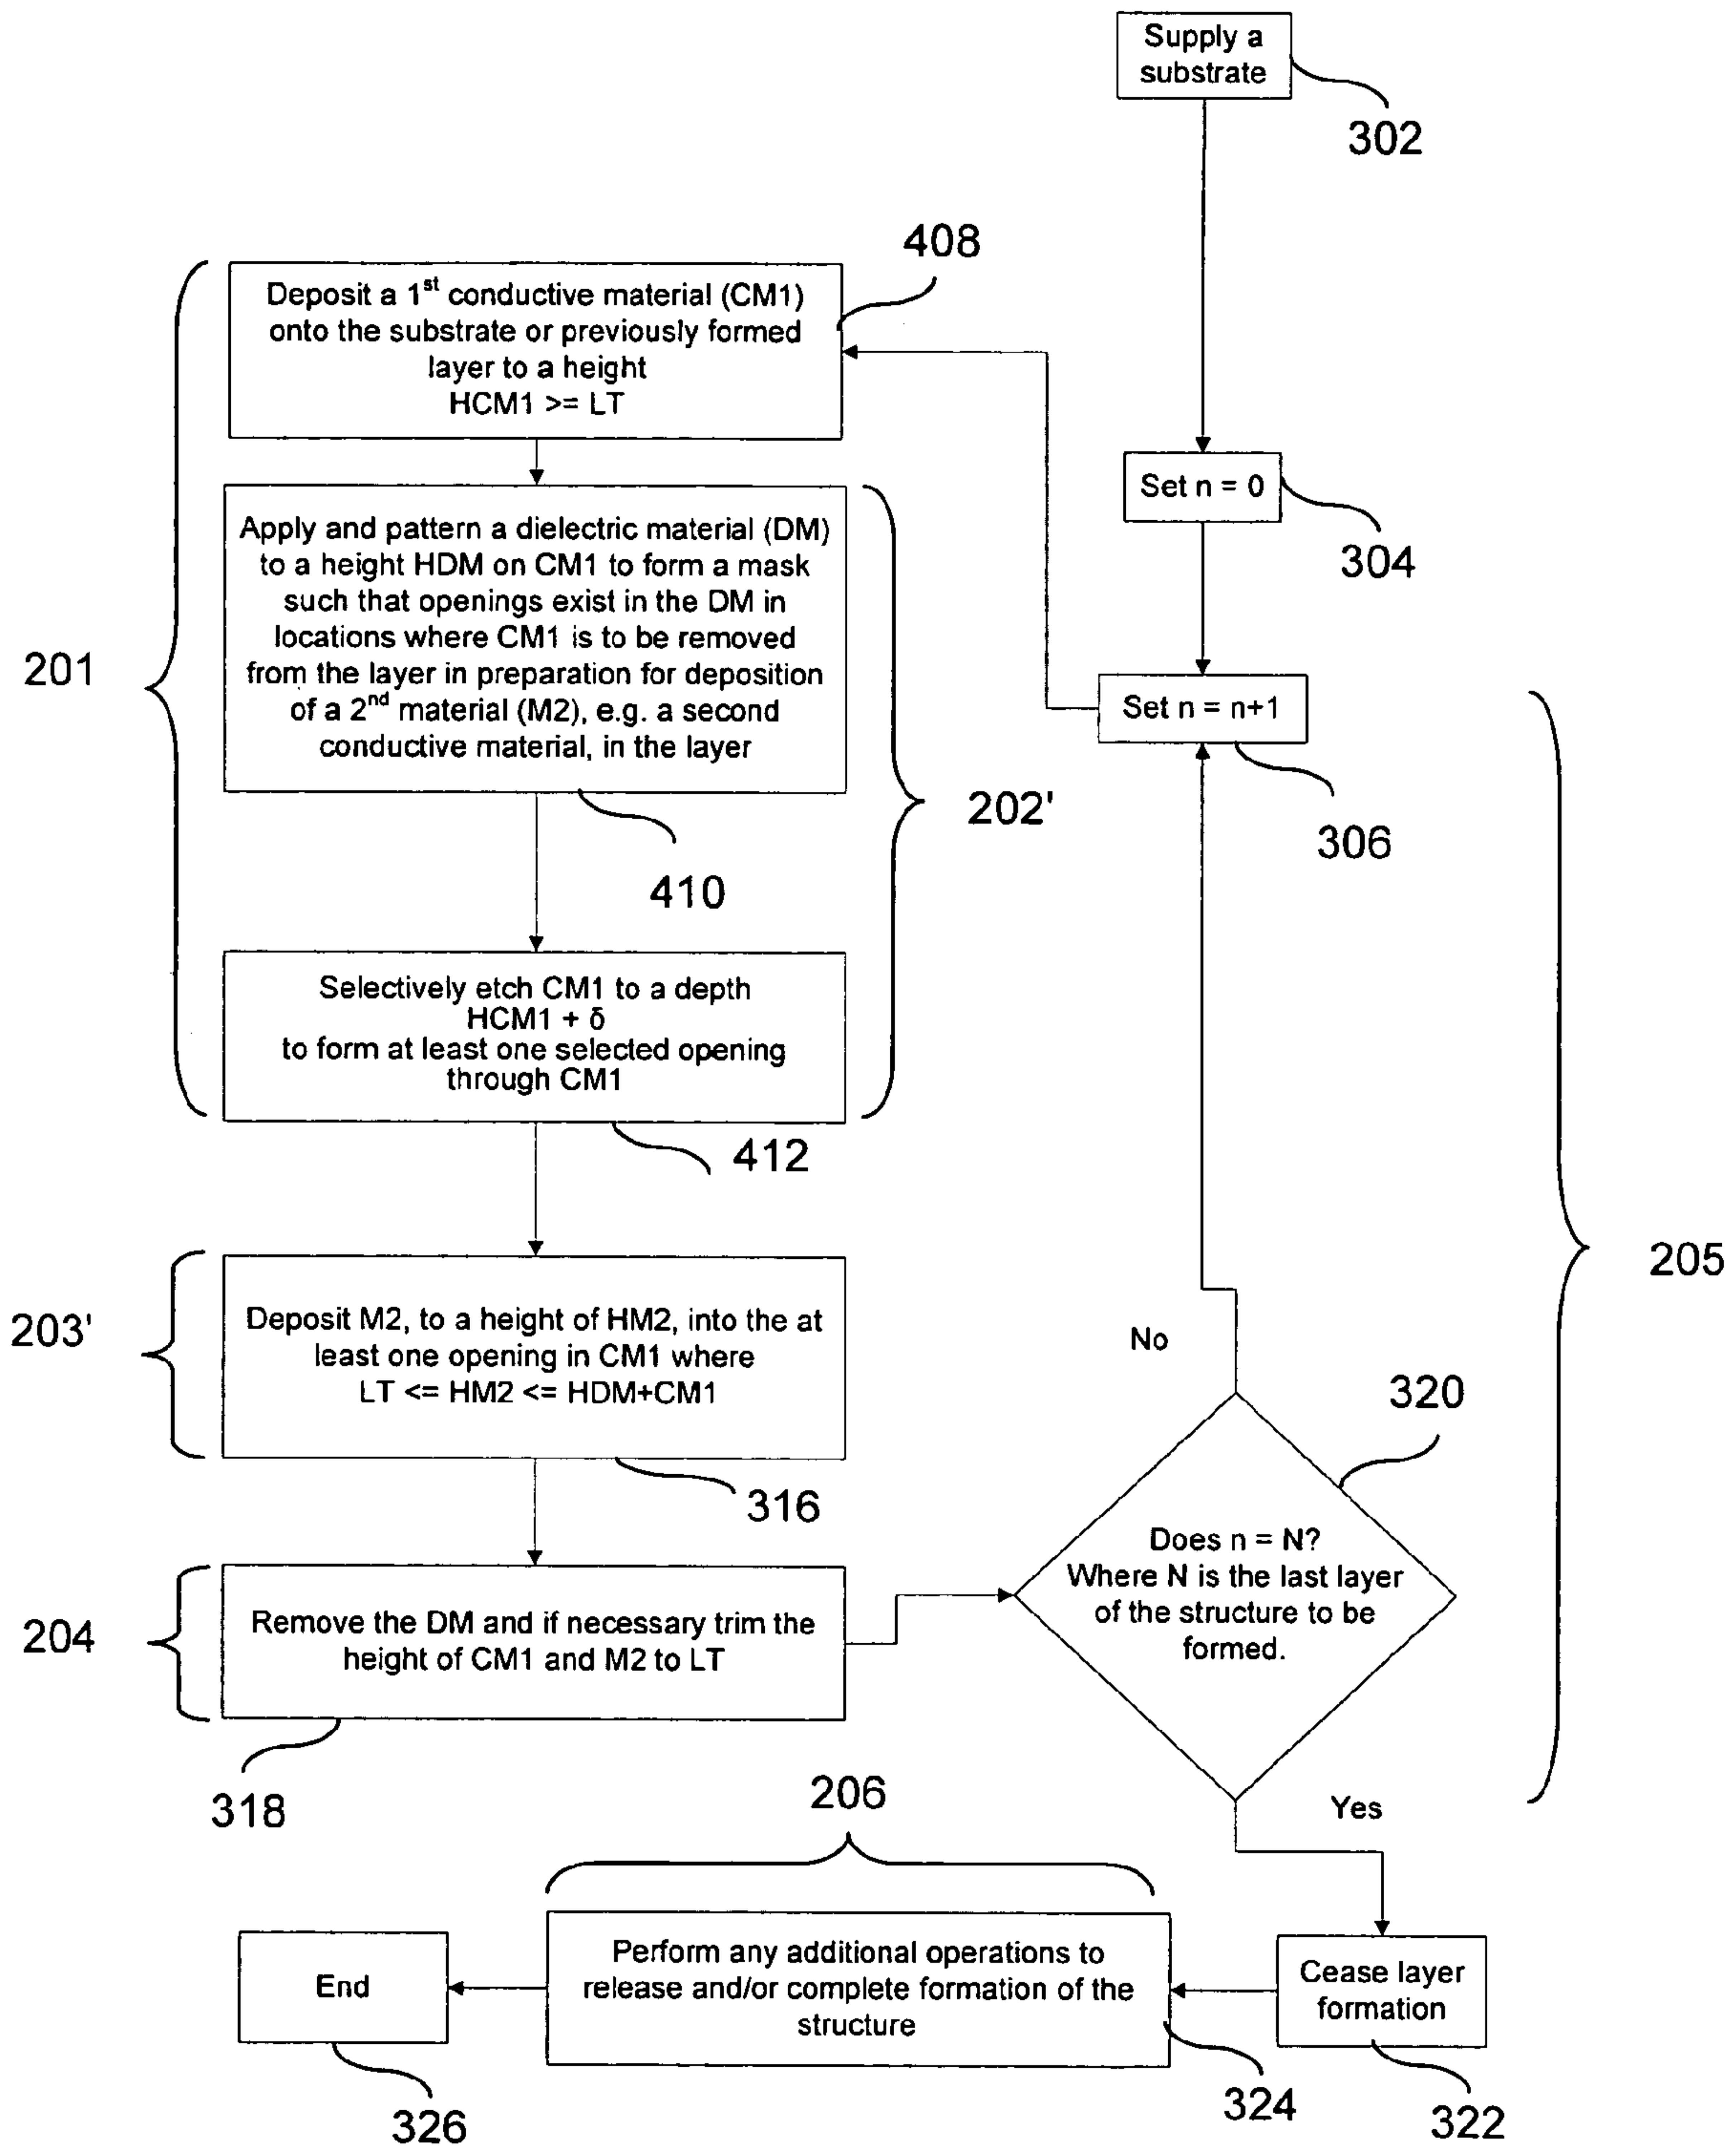 Supply a
substrate
302
408
Deposit a 1st conductive material (CM1)
onto the substrate or previously formed
layer to a height
HCM1 >= LT
Set n = 0
304
201
Apply and pattern a dielectric material (DM)
to a height HDM on CM1 to form a mask
such that openings exist in the DM in
locations where CM1 is to be removed
from the layer in preparation for deposition
of a 2nd material (M2), e.g. a second
conductive material, in the layer
202'
410
Set n = n+1
306
Selectively etch CM1 to a depth
HCM1 + δ
to form at least one selected opening
through CM1
412
205
203'
Deposit M2, to a height of HM2, into the at
least one opening in CM1 where
LT <= HM2 <= HDM+CM1
316
No
320
204
Remove the DM and if necessary trim the
height of CM1 and M2 to LT
318
Does n = N?
Where N is the last layer
of the structure to be
formed.
Yes
206
End
326
Perform any additional operations to
release and/or complete formation of the
structure
324
Cease layer
formation
322